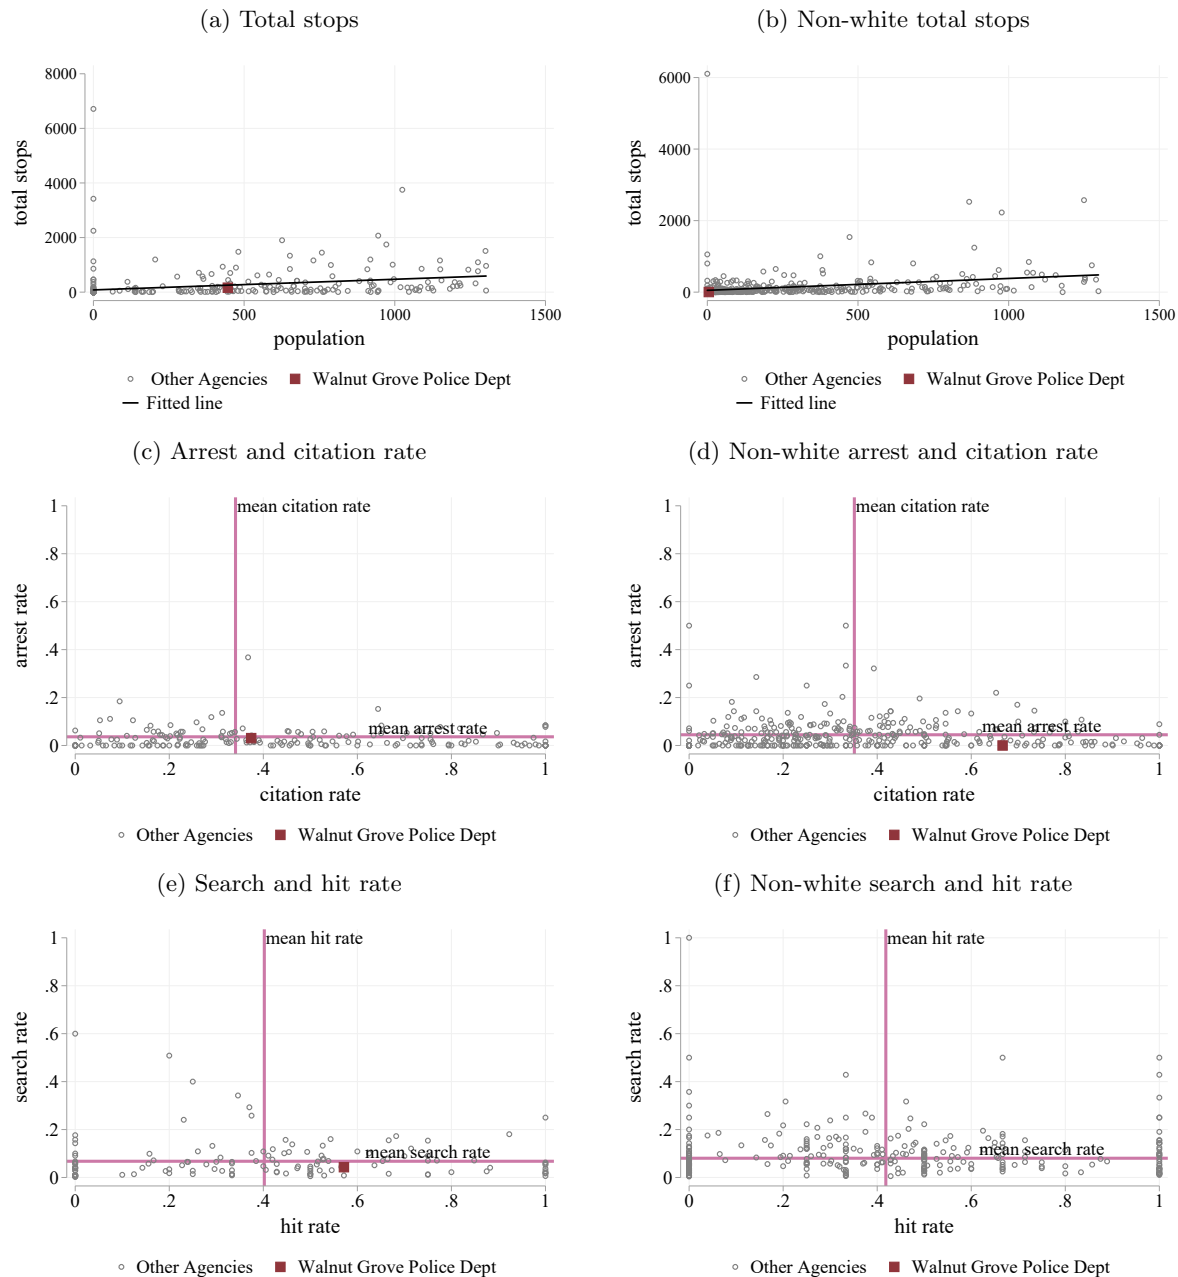 (a) Total stops
(b) Non-white total stops
total stops
8000
6000
4000
2000
0
0 500 1000 1500
population
Other Agencies Walnut Grove Police Dept
Fitted line
total stops
6000
4000
2000
0
0 500 1000 1500
population
Other Agencies Walnut Grove Police Dept
Fitted line
(c) Arrest and citation rate
(d) Non-white arrest and citation rate
arrest rate
1
.8
.6
.4
.2
0
mean citation rate
mean arrest rate
0 .2 .4 .6 .8 1
citation rate
Other Agencies Walnut Grove Police Dept
arrest rate
1
.8
.6
.4
.2
0
mean citation rate
mean arrest rate
0 .2 .4 .6 .8 1
citation rate
Other Agencies Walnut Grove Police Dept
(e) Search and hit rate
(f) Non-white search and hit rate
search rate
1
.8
.6
.4
.2
0
mean hit rate
mean search rate
0 .2 .4 .6 .8 1
hit rate
Other Agencies Walnut Grove Police Dept
search rate
1
.8
.6
.4
.2
0
mean hit rate
mean search rate
0 .2 .4 .6 .8 1
hit rate
Other Agencies Walnut Grove Police Dept